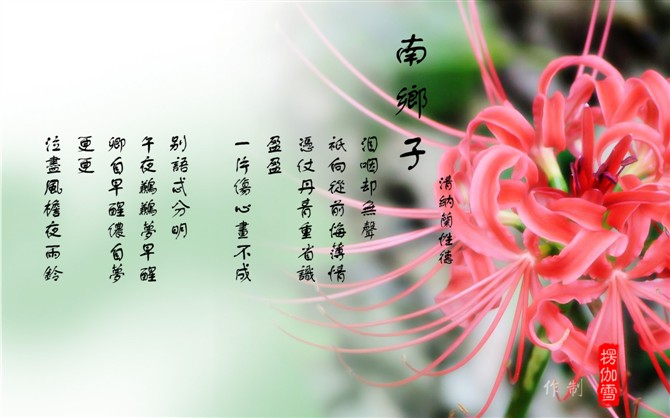 南鄉子
清納蘭性德
泪咽却無聲
祇向從前悔薄情
憑仗丹青重省識
盈盈
一片傷心畫不成
别語忒分明
午夜鶼鶼夢早醒
卿自早醒儂自夢
更更
泣盡風檐夜雨鈴
楞伽雪
作制